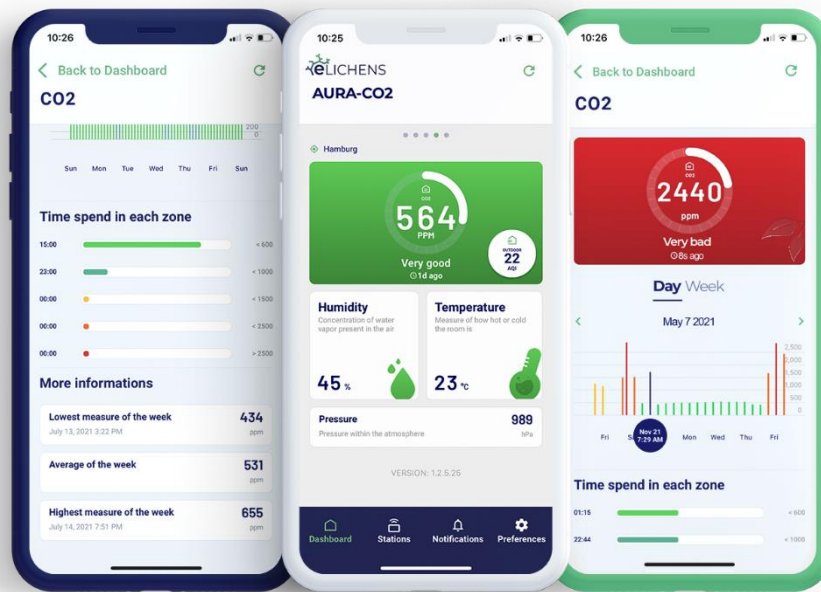 10:26
Back to Dashboard
CO2
200
0
Sun Mon Tue Wed Thu Fri Sun
Time spend in each zone
15:00 < 600
23:00 < 1000
00:00 < 1500
00:00 < 2500
00:00 > 2500
More informations
Lowest measure of the week 434
July 13, 2021 3:22 PM ppm
Average of the week 531
ppm
Highest measure of the week 655
July 14, 2021 7:51 PM ppm
10:25
eLICHENS
AURA-CO2
Hamburg
CO2
564
PPM
Very good
1d ago
OUTDOOR
22
AQI
Humidity
Concentration of water
vapor present in the air
45 %
Temperature
Measure of how hot or cold
the room is
23 °C
Pressure 989
Pressure within the atmosphere hPa
VERSION: 1.2.5.25
Dashboard Stations Notifications Preferences
10:26
Back to Dashboard
CO2
CO2
2440
ppm
Very bad
8s ago
Day Week
May 7 2021
2,500
2,000
1,500
1,000
500
0
Fri S Mon Wed Thu Fri
Nov 21
7:29 AM
Time spend in each zone
01:15 < 600
22:44 < 1000